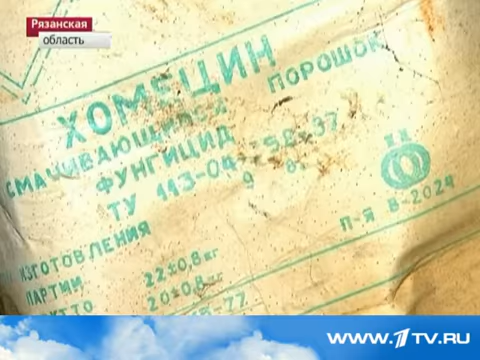 Рязанская
область
ХОМЕЦИН
СМАЧИВАЮЩИЙСЯ ПОРОШОК
ФУНГИЦИД
ТУ 113-04
П-Я В-2024
ИЗГОТОВЛЕНИЯ
ПАРТИИ
22±0,8 кг
20±0,8 кг
WWW.1TV.RU